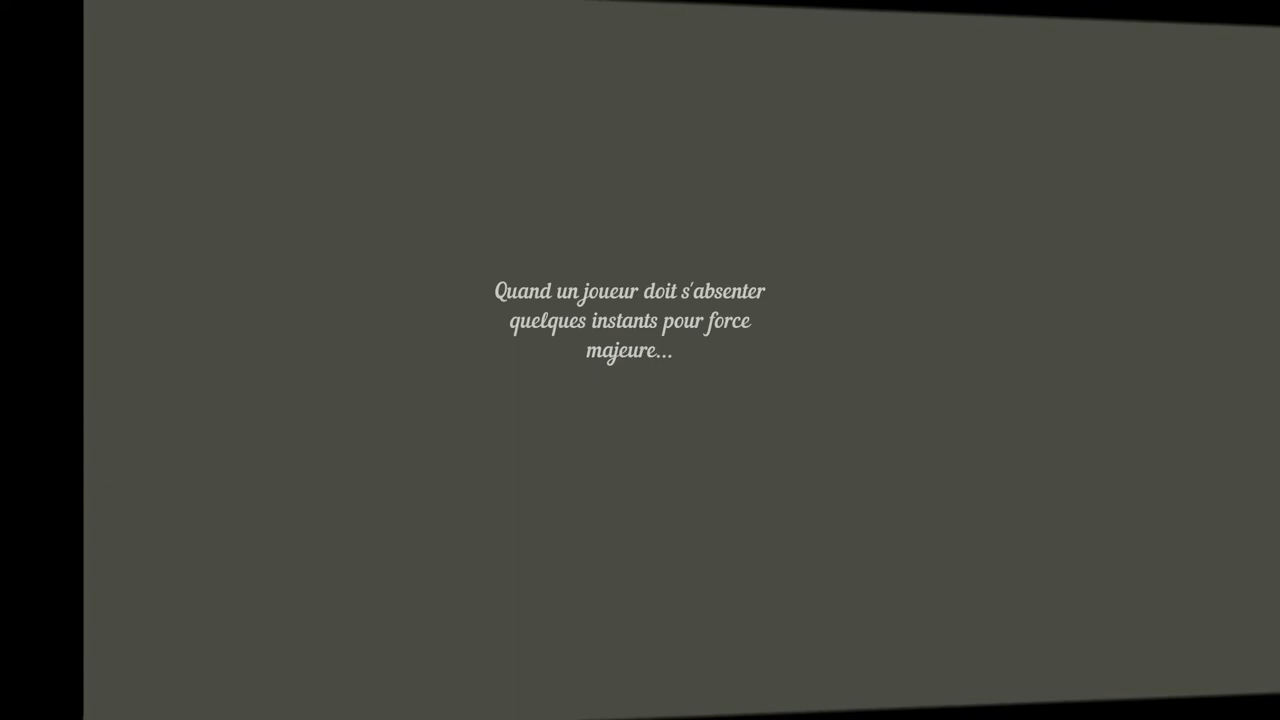 Quand un joueur doit s'absenter
quelques instants pour force
majeure...